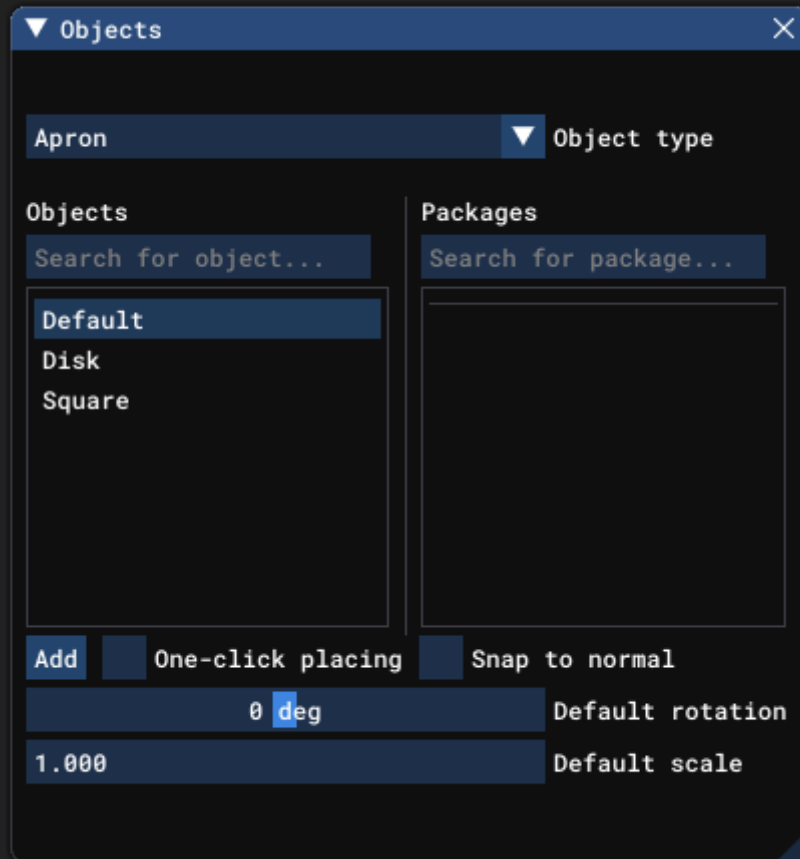 Objects
Apron Object type
Objects
Search for object...
Default
Disk
Square
Packages
Search for package...
Add One-click placing Snap to normal
0 deg Default rotation
1.000 Default scale